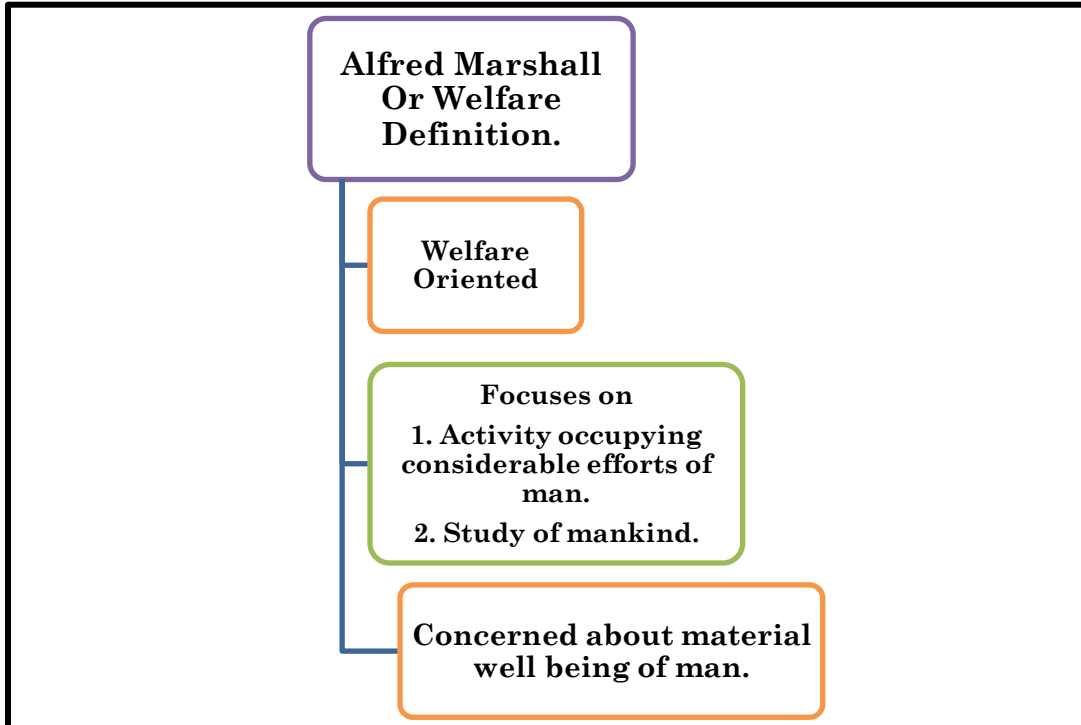 Alfred Marshall
Or Welfare
Definition.
Welfare
Oriented
Focuses on
1. Activity occupying
considerable efforts of
man.
2. Study of mankind.
Concerned about material
well being of man.